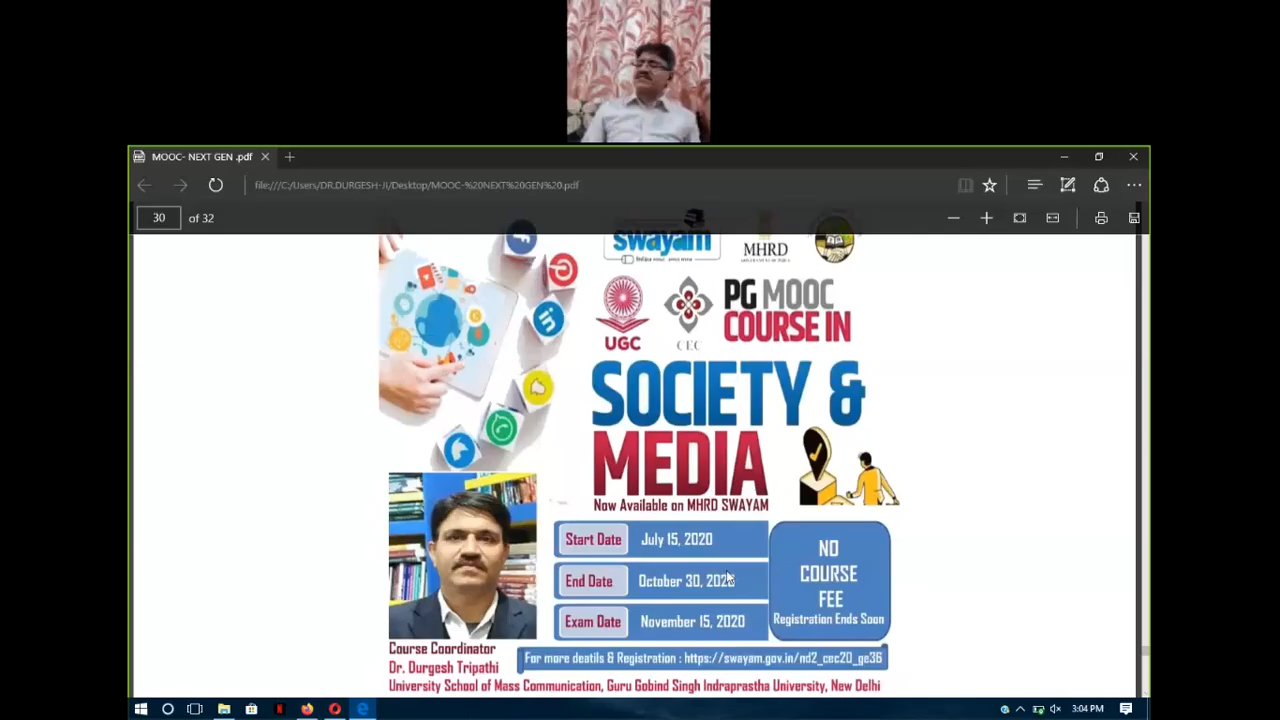 MOOC- NEXT GEN .pdf
file:///C:/Users/DR.DURGESH-JI/Desktop/MOOC-%20NEXT%20GEN%20.pdf
30 of 32
swayam
MHRD
UGC
CEC
PG MOOC
COURSE IN
SOCIETY &
MEDIA
Now Available on MHRD SWAYAM
Start Date July 15, 2020
End Date October 30, 2020
Exam Date November 15, 2020
NO
COURSE
FEE
Registration Ends Soon
Course Coordinator
Dr. Durgesh Tripathi
For more deatils & Registration : https://swayam.gov.in/nd2_cec20_ge36
University School of Mass Communication, Guru Gobind Singh Indraprastha University, New Delhi
3:04 PM